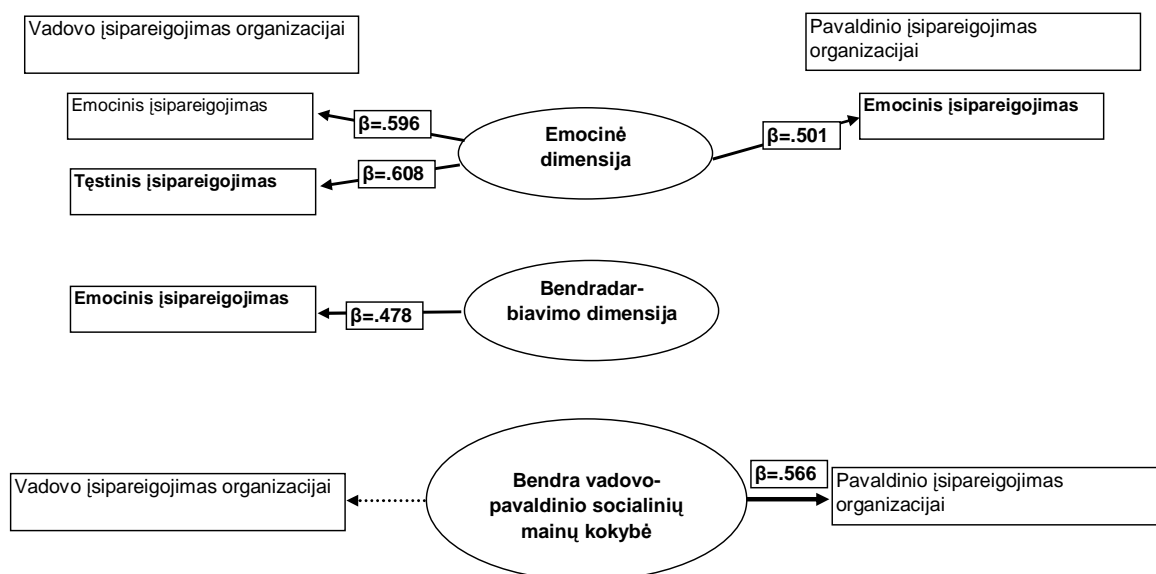 Vadovo įsipareigojimas organizacijai
Pavaldinio įsipareigojimas
organizacijai
Emocinis įsipareigojimas
β=.596
Emocinė
dimensija
β=.501
Emocinis įsipareigojimas
Tęstinis įsipareigojimas
β=.608
Emocinis įsipareigojimas
β=.478
Bendradar-
biavimo dimensija
Vadovo įsipareigojimas organizacijai
Bendra vadovo-
pavaldinio socialinių
mainų kokybė
β=.566
Pavaldinio įsipareigojimas
organizacijai